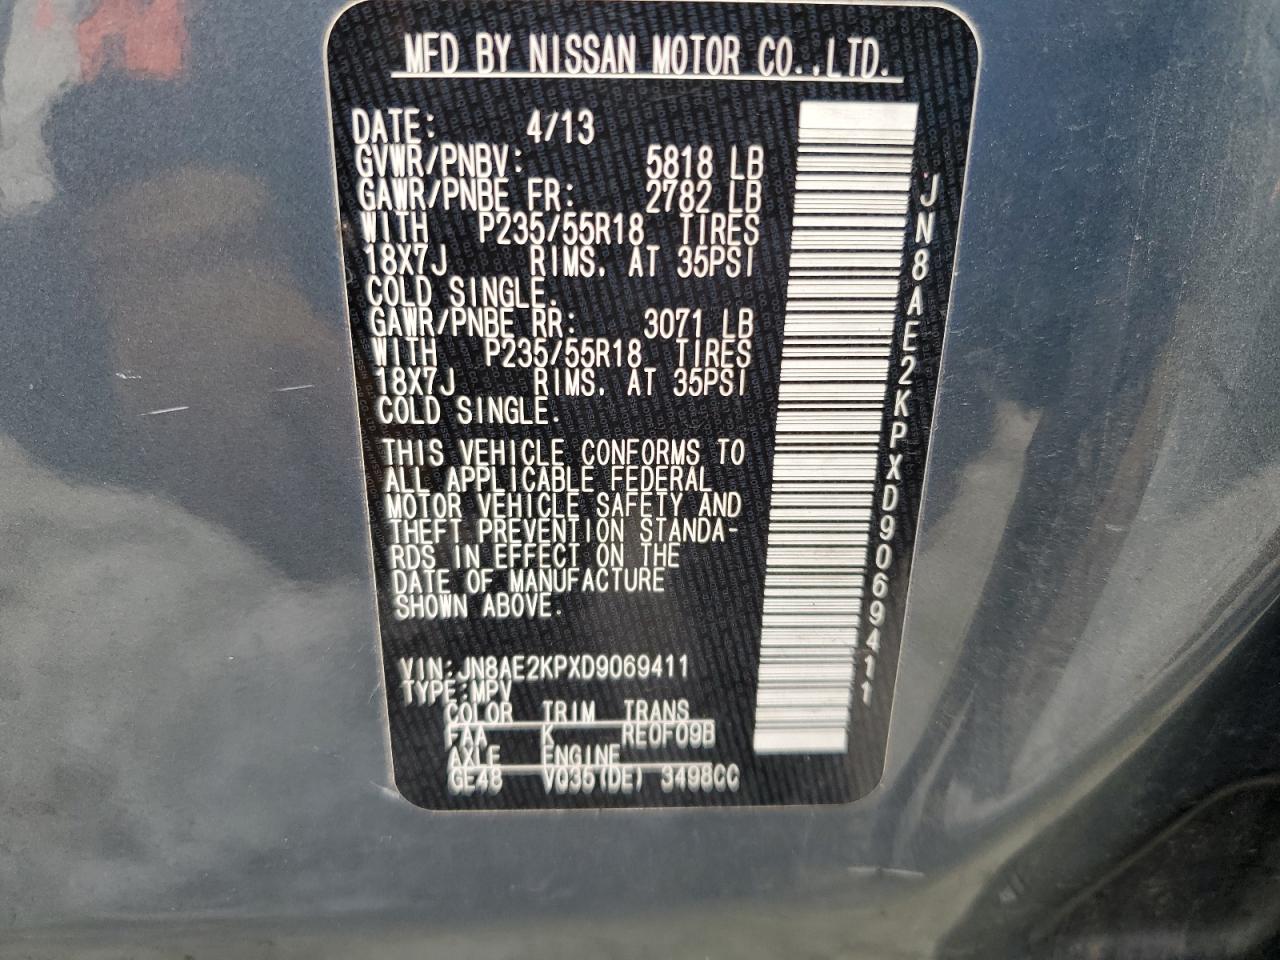 MFD BY NISSAN MOTOR CO.,LTD.
DATE: 4/13
GVWR/PNBV: 5818 LB
GAWR/PNBE FR: 2782 LB
WITH P235/55R18 TIRES
18X7J RIMS. AT 35PSI
COLD SINGLE.
GAWR/PNBE RR: 3071 LB
WITH P235/55R18 TIRES
18X7J RIMS. AT 35PSI
COLD SINGLE.
THIS VEHICLE CONFORMS TO
ALL APPLICABLE FEDERAL
MOTOR VEHICLE SAFETY AND
THEFT PREVENTION STANDA-
RDS IN EFFECT ON THE
DATE OF MANUFACTURE
SHOWN ABOVE.
VIN:JN8AE2KPXD9069411
TYPE:MPV
COLOR TRIM TRANS
FAA K RE0F09B
AXLE ENGINE
GE48 VQ35(DE) 3498CC
JN8AE2KPXD9069411